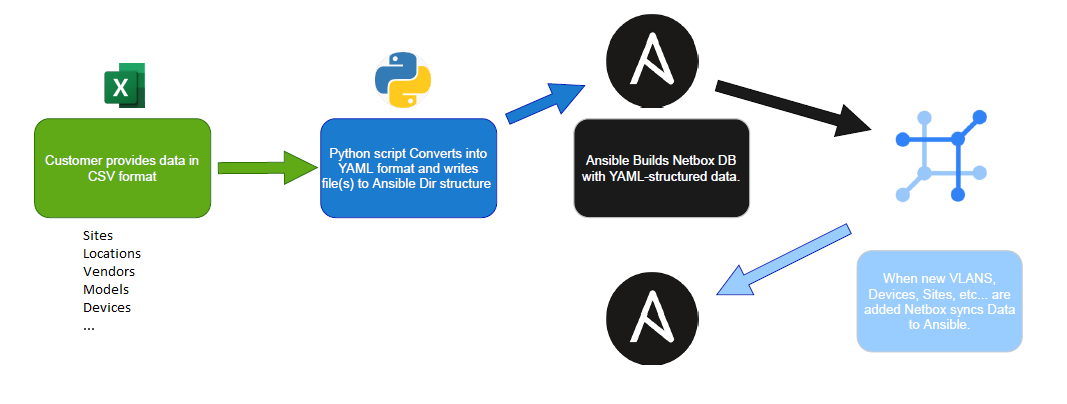 X
Customer provides data in
CSV format
Sites
Locations
Vendors
Models
Devices
...
Python script Converts into
YAML format and writes
file(s) to Ansible Dir structure
Ansible Builds Netbox DB
with YAML-structured data.
When new VLANS,
Devices, Sites, etc... are
added Netbox syncs Data
to Ansible.